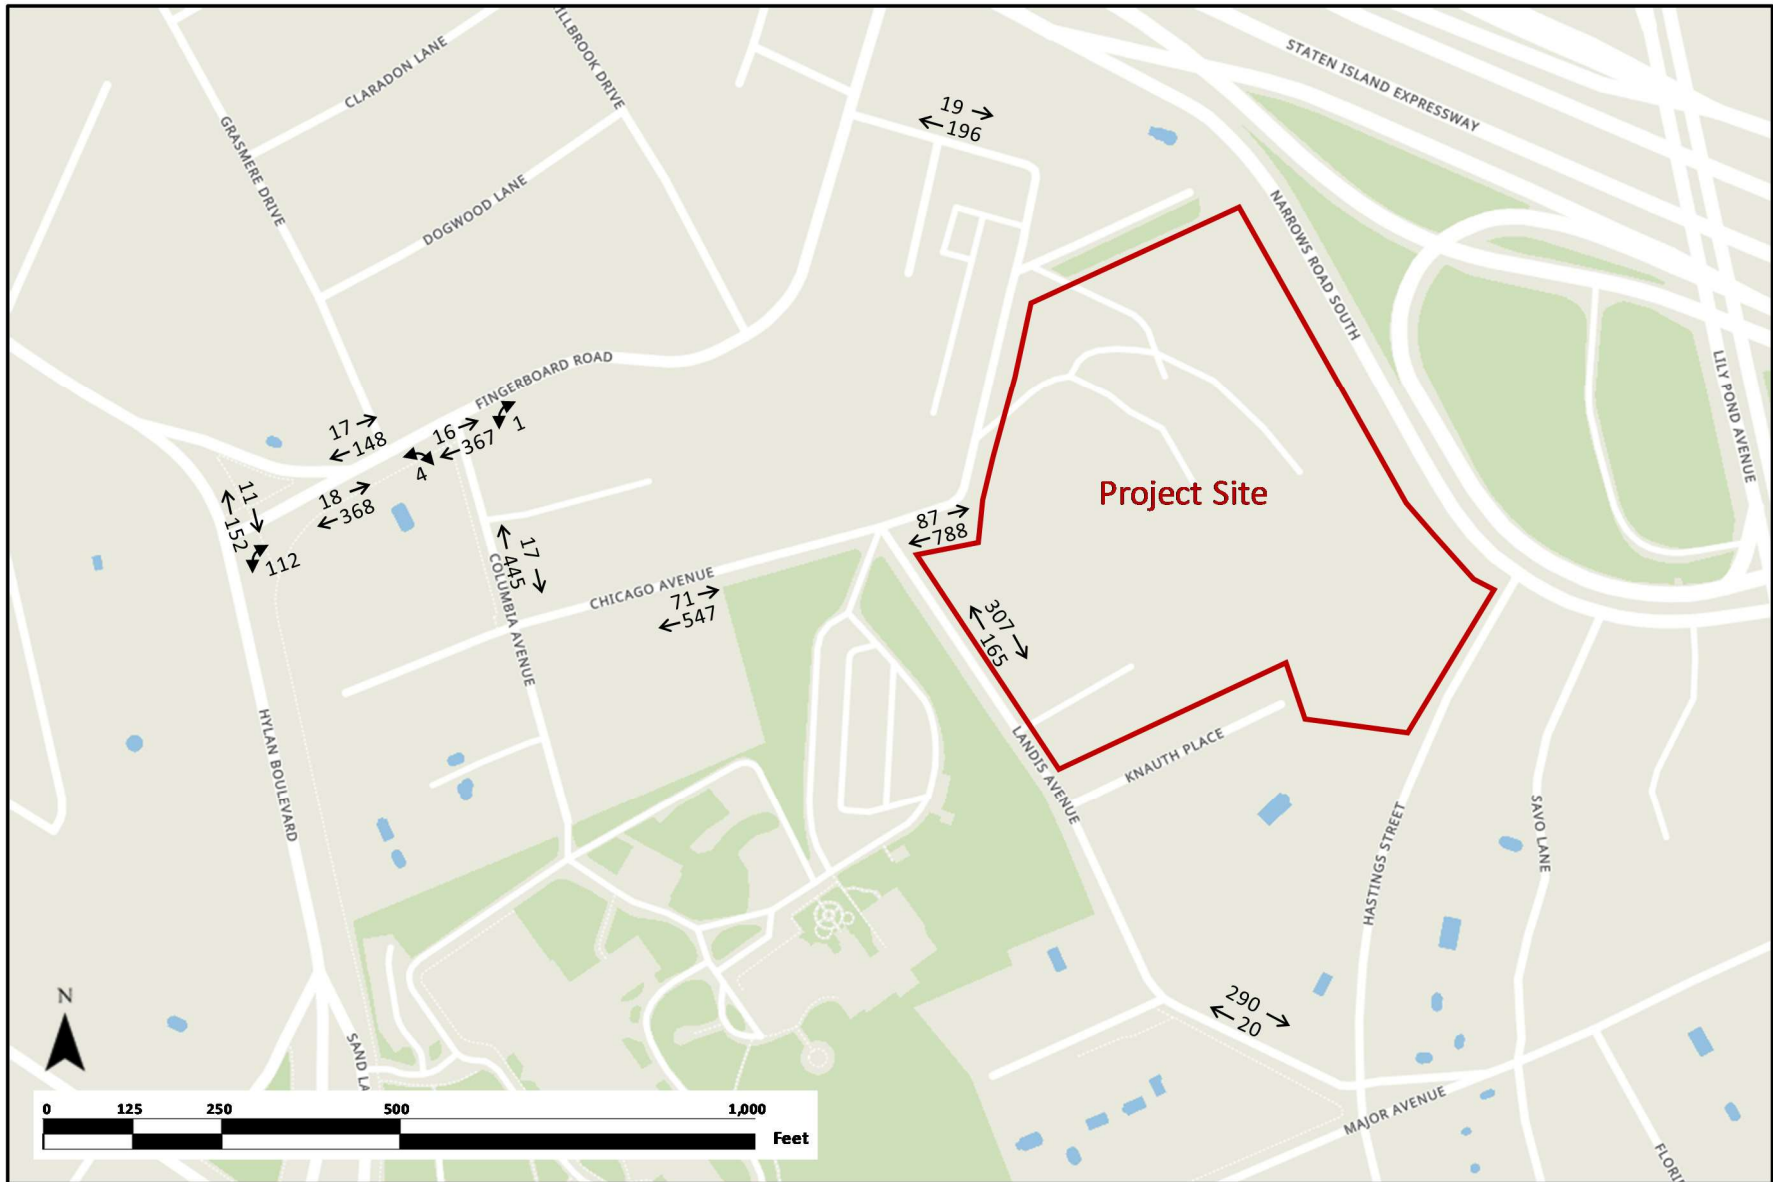 STATEN ISLAND EXPRESSWAY
ILLBROOK DRIVE
CLARADON LANE
GRASMERE DRIVE
DOGWOOD LANE
19 →
← 196
NARROWS ROAD SOUTH
LILY POND AVENUE
FINGERBOARD ROAD
17 →
← 148
16 →
← 367
1
4
18 →
← 368
11 →
← 152
112
17 →
← 445
COLUMBIA AVENUE
CHICAGO AVENUE
71 →
← 547
87 →
← 788
Project Site
307 →
← 165
LANDIS AVENUE
KNAUTH PLACE
HYLAN BOULEVARD
HASTINGS STREET
SAVO LANE
290 →
← 20
MAJOR AVENUE
FLORI
SAND LA
N
0 125 250 500 1,000
Feet